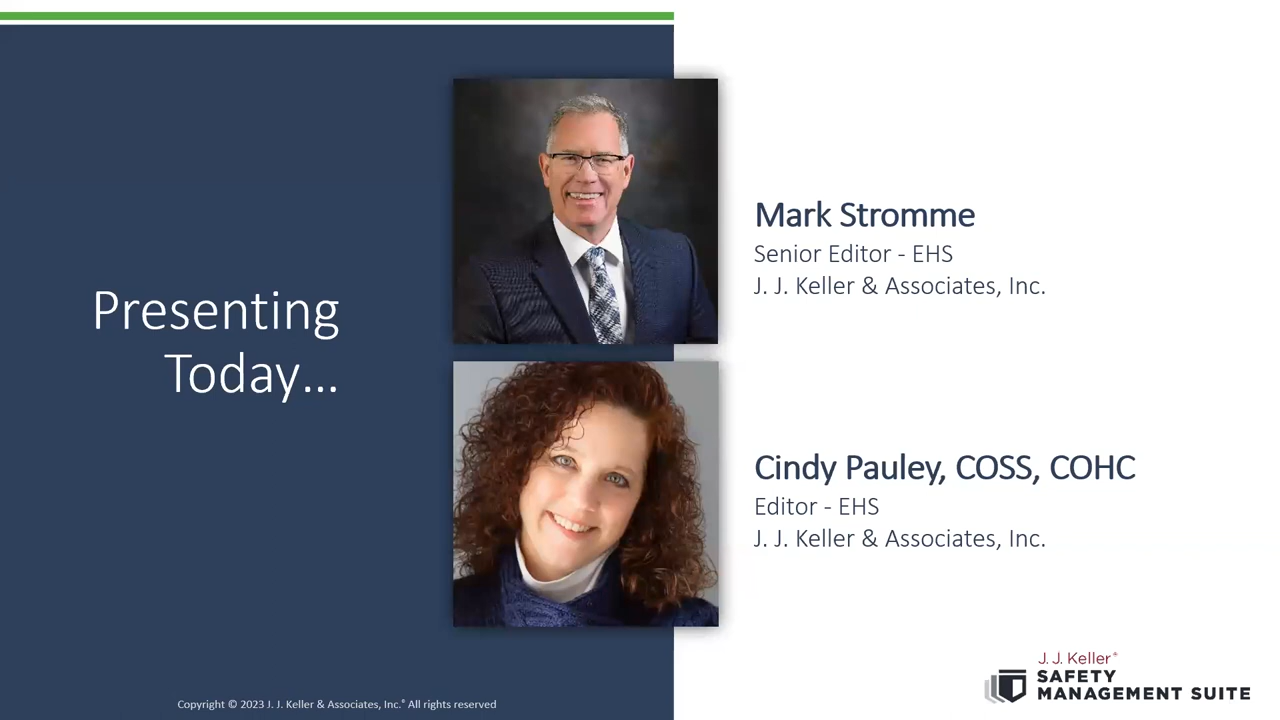 Presenting
Today...
Mark Stromme
Senior Editor - EHS
J. J. Keller & Associates, Inc.
Cindy Pauley, COSS, COHC
Editor - EHS
J. J. Keller & Associates, Inc.
J. J. Keller®
SAFETY
MANAGEMENT SUITE
Copyright © 2023 J. J. Keller & Associates, Inc.® All rights reserved